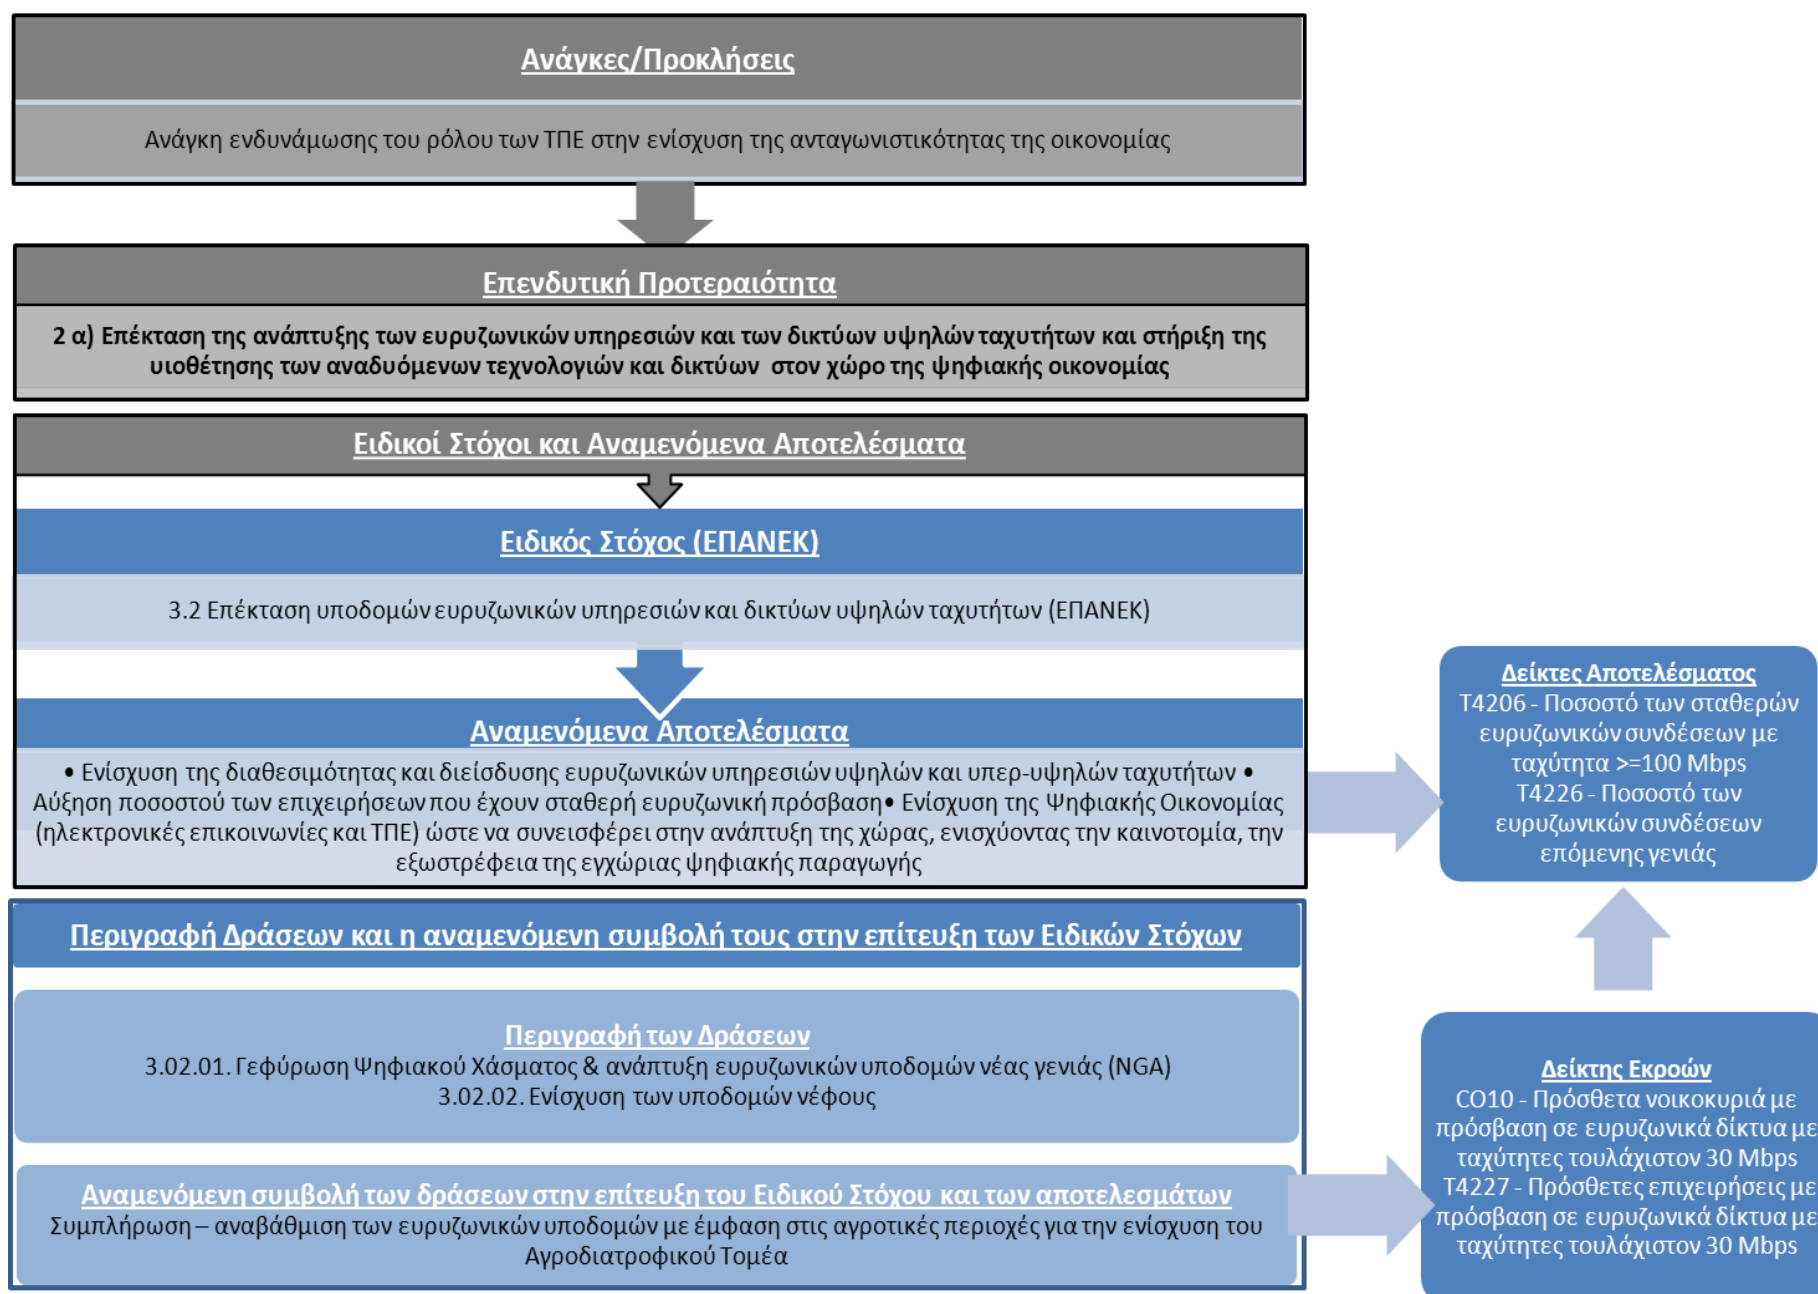 Ανάγκες/Προκλήσεις
Ανάγκη ενδυνάμωσης του ρόλου των ΤΠΕ στην ενίσχυση της ανταγωνιστικότητας της οικονομίας
Επενδυτική Προτεραιότητα
2 α) Επέκταση της ανάπτυξης των ευρυζωνικών υπηρεσιών και των δικτύων υψηλών ταχυτήτων και στήριξη της
υιοθέτησης των αναδυόμενων τεχνολογιών και δικτύων στον χώρο της ψηφιακής οικονομίας
Ειδικοί Στόχοι και Αναμενόμενα Αποτελέσματα
Ειδικός Στόχος (ΕΠΑΝΕΚ)
3.2 Επέκταση υποδομών ευρυζωνικών υπηρεσιών και δικτύων υψηλών ταχυτήτων (ΕΠΑΝΕΚ)
Αναμενόμενα Αποτελέσματα
• Ενίσχυση της διαθεσιμότητας και διείσδυσης ευρυζωνικών υπηρεσιών υψηλών και υπερ-υψηλών ταχυτήτων •
Αύξηση ποσοστού των επιχειρήσεων που έχουν σταθερή ευρυζωνική πρόσβαση• Ενίσχυση της Ψηφιακής Οικονομίας
(ηλεκτρονικές επικοινωνίες και ΤΠΕ) ώστε να συνεισφέρει στην ανάπτυξη της χώρας, ενισχύοντας την καινοτομία, την
εξωστρέφεια της εγχώριας ψηφιακής παραγωγής
Δείκτες Αποτελέσματος
T4206 - Ποσοστό των σταθερών
ευρυζωνικών συνδέσεων με
ταχύτητα >=100 Mbps
T4226 - Ποσοστό των
ευρυζωνικών συνδέσεων
επόμενης γενιάς
Περιγραφή Δράσεων και η αναμενόμενη συμβολή τους στην επίτευξη των Ειδικών Στόχων
Περιγραφή των Δράσεων
3.02.01. Γεφύρωση Ψηφιακού Χάσματος & ανάπτυξη ευρυζωνικών υποδομών νέας γενιάς (NGA)
3.02.02. Ενίσχυση των υποδομών νέφους
Αναμενόμενη συμβολή των δράσεων στην επίτευξη του Ειδικού Στόχου και των αποτελεσμάτων
Συμπλήρωση – αναβάθμιση των ευρυζωνικών υποδομών με έμφαση στις αγροτικές περιοχές για την ενίσχυση του
Αγροδιατροφικού Τομέα
Δείκτης Εκροών
CO10 - Πρόσθετα νοικοκυριά με
πρόσβαση σε ευρυζωνικά δίκτυα με
ταχύτητες τουλάχιστον 30 Mbps
T4227 - Πρόσθετες επιχειρήσεις με
πρόσβαση σε ευρυζωνικά δίκτυα με
ταχύτητες τουλάχιστον 30 Mbps